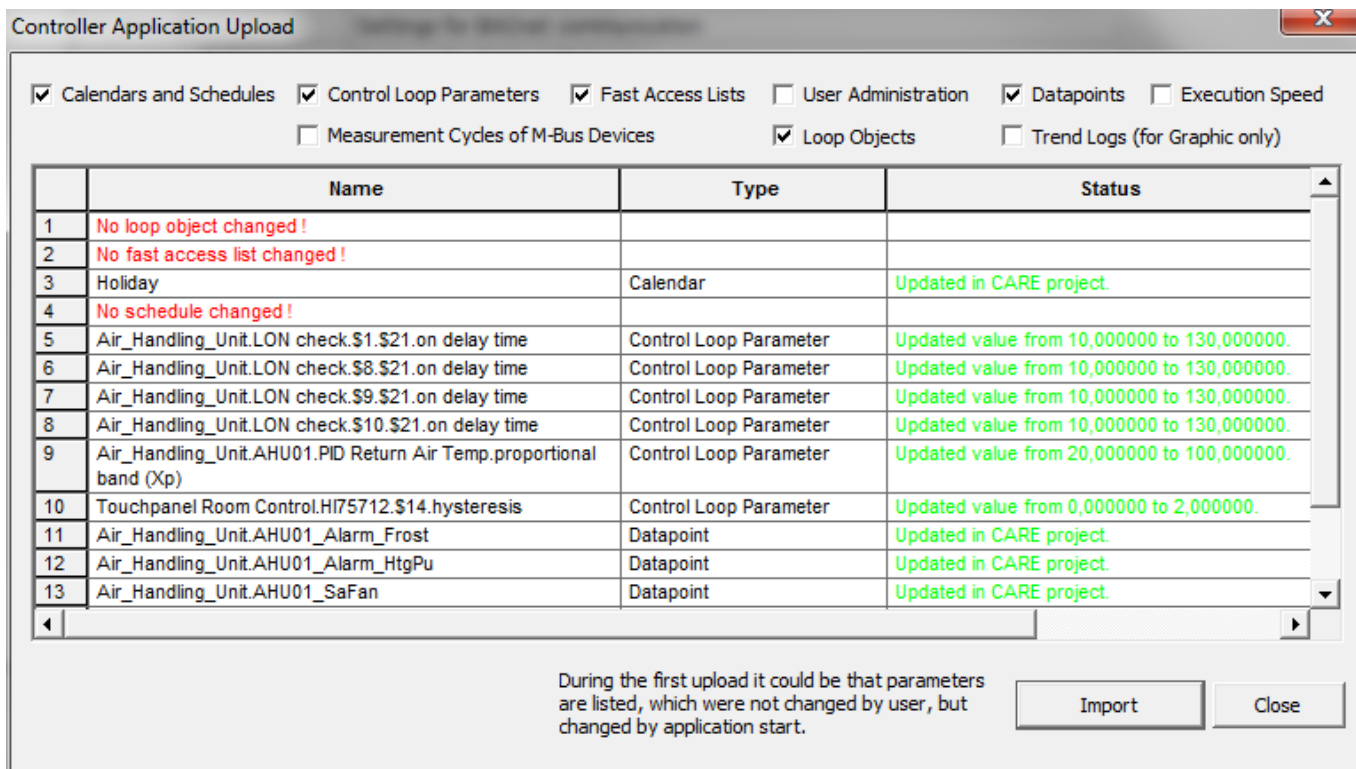 Controller Application Upload
Settings for BACnet communication
Calendars and Schedules Control Loop Parameters Fast Access Lists User Administration Datapoints Execution Speed
Measurement Cycles of M-Bus Devices Loop Objects Trend Logs (for Graphic only)
Name Type Status
1 No loop object changed !
2 No fast access list changed !
3 Holiday Calendar Updated in CARE project.
4 No schedule changed !
5 Air_Handling_Unit.LON check.$1.$21.on delay time Control Loop Parameter Updated value from 10,000000 to 130,000000.
6 Air_Handling_Unit.LON check.$8.$21.on delay time Control Loop Parameter Updated value from 10,000000 to 130,000000.
7 Air_Handling_Unit.LON check.$9.$21.on delay time Control Loop Parameter Updated value from 10,000000 to 130,000000.
8 Air_Handling_Unit.LON check.$10.$21.on delay time Control Loop Parameter Updated value from 10,000000 to 130,000000.
9 Air_Handling_Unit.AHU01.PID Return Air Temp.proportional Control Loop Parameter Updated value from 20,000000 to 100,000000.
band (Xp)
10 Touchpanel Room Control.HI75712.$14.hysteresis Control Loop Parameter Updated value from 0,000000 to 2,000000.
11 Air_Handling_Unit.AHU01_Alarm_Frost Datapoint Updated in CARE project.
12 Air_Handling_Unit.AHU01_Alarm_HtgPu Datapoint Updated in CARE project.
13 Air_Handling_Unit.AHU01_SaFan Datapoint Updated in CARE project.
During the first upload it could be that parameters
are listed, which were not changed by user, but
changed by application start.
Import Close